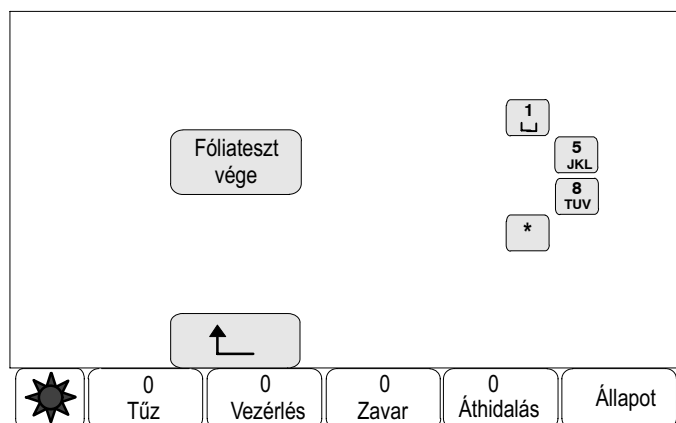 1
Fóliateszt
vége
5
JKL
8
TUV
*
0
Tűz
0
Vezérlés
0
Zavar
0
Áthidalás
Állapot